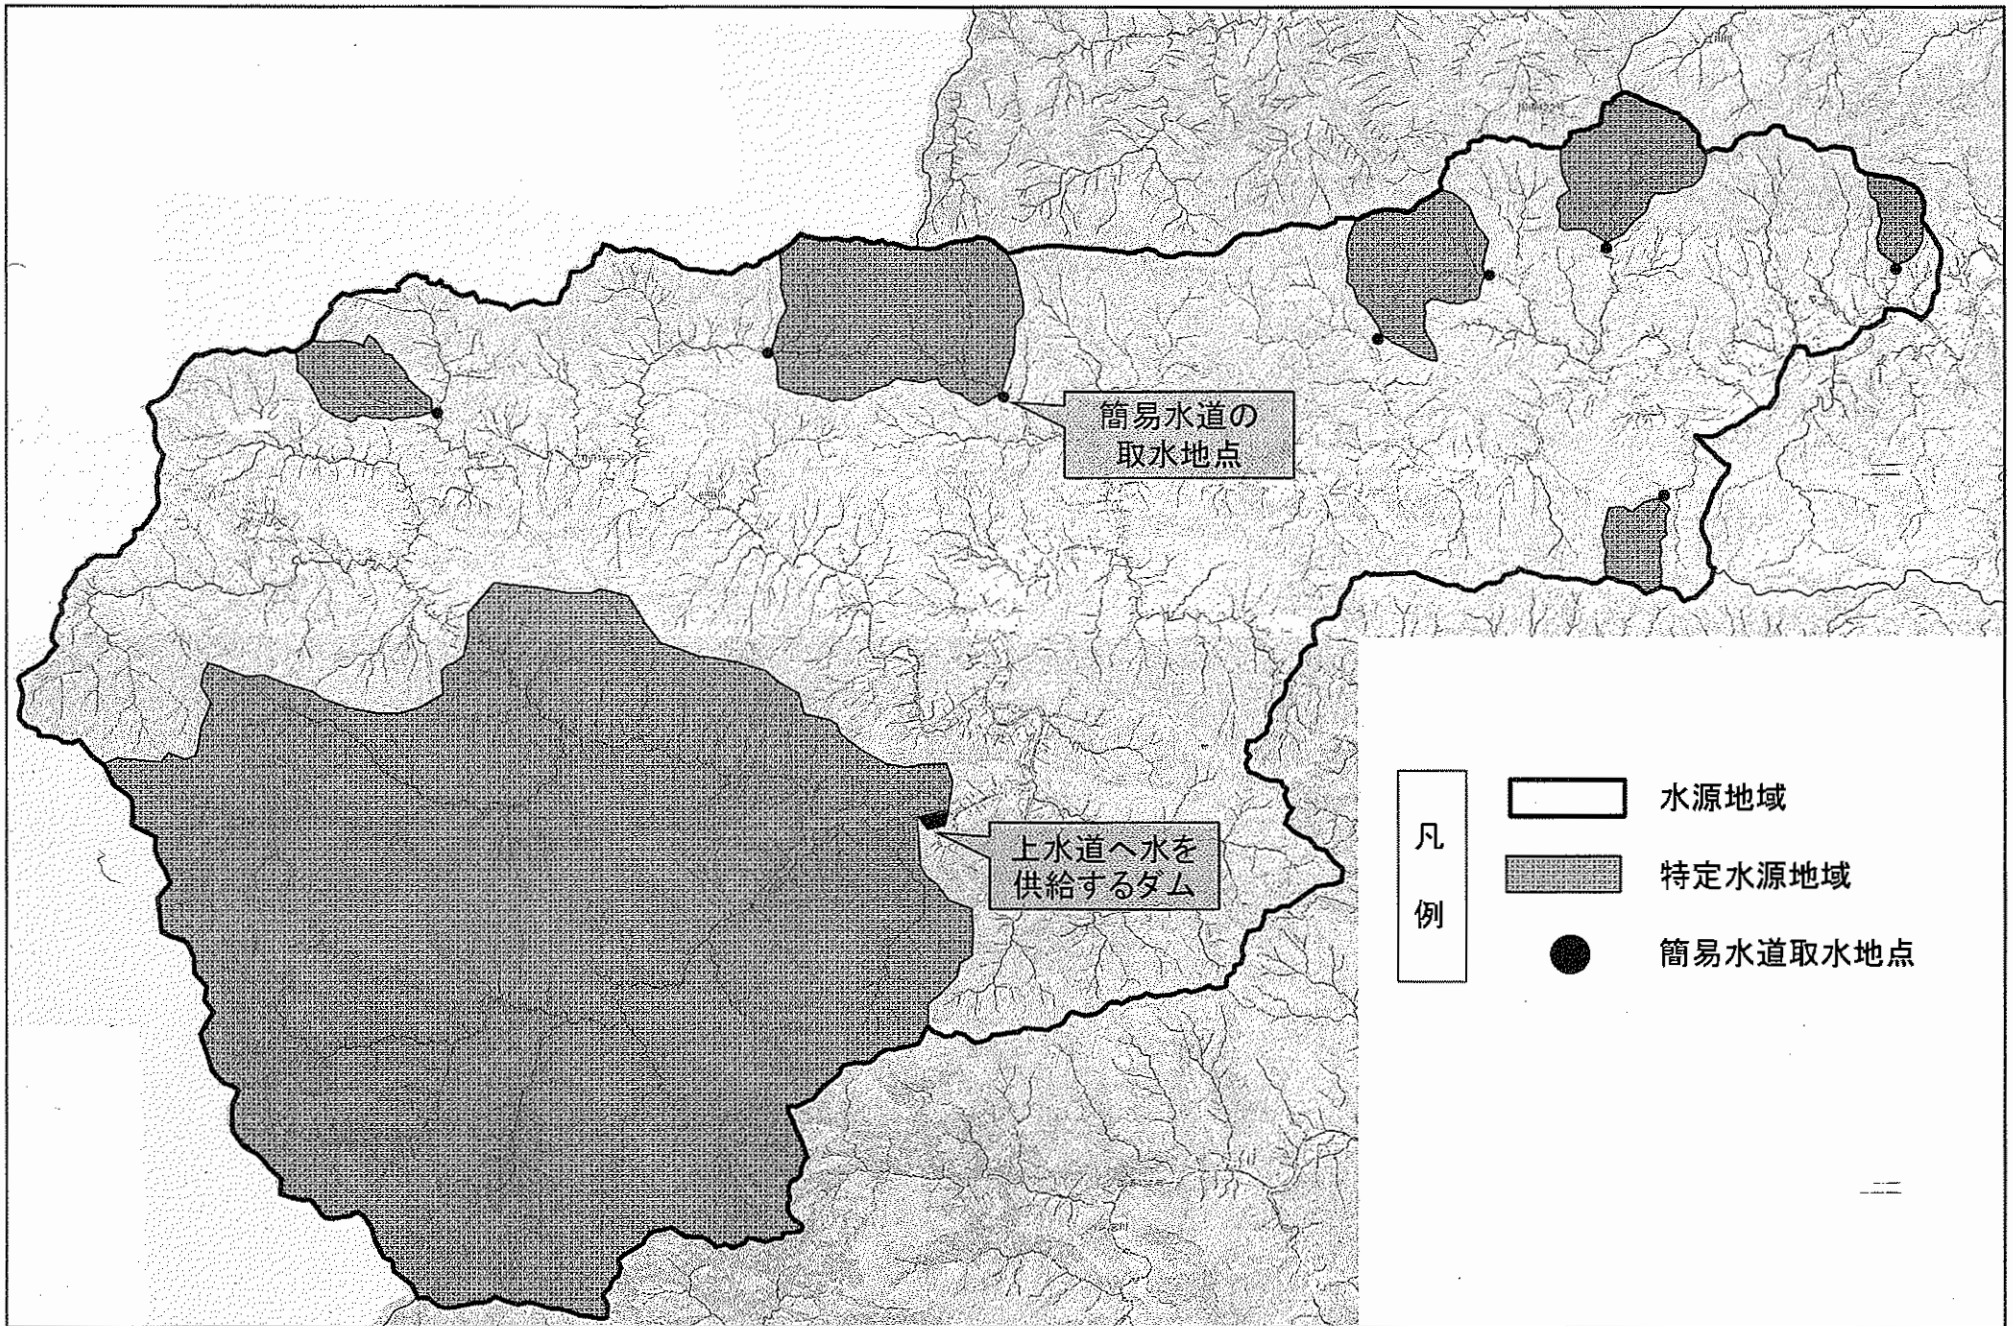 簡易水道の
取水地点
上水道へ水を
供給するダム
凡
例
水源地域
特定水源地域
簡易水道取水地点